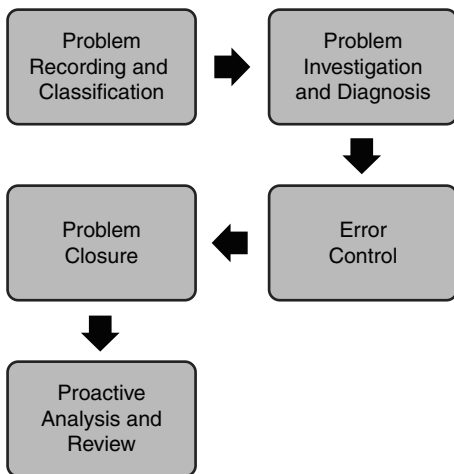 Problem
Recording and
Classification
Problem
Investigation
and Diagnosis
Error
Control
Problem
Closure
Proactive
Analysis and
Review